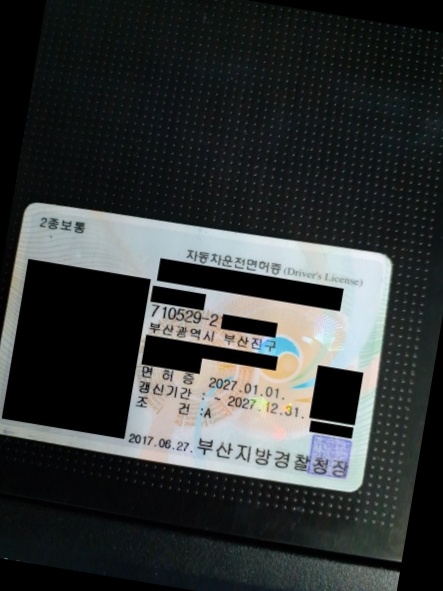 2종보통
자동차운전면허증 (Driver's License)
710529-2
부산광역시 부산진구
면 허 증 2027.01.01.
갱신기간 : ~ 2027.12.31.
조 건 :A
2017.06.27. 부산지방경찰청장